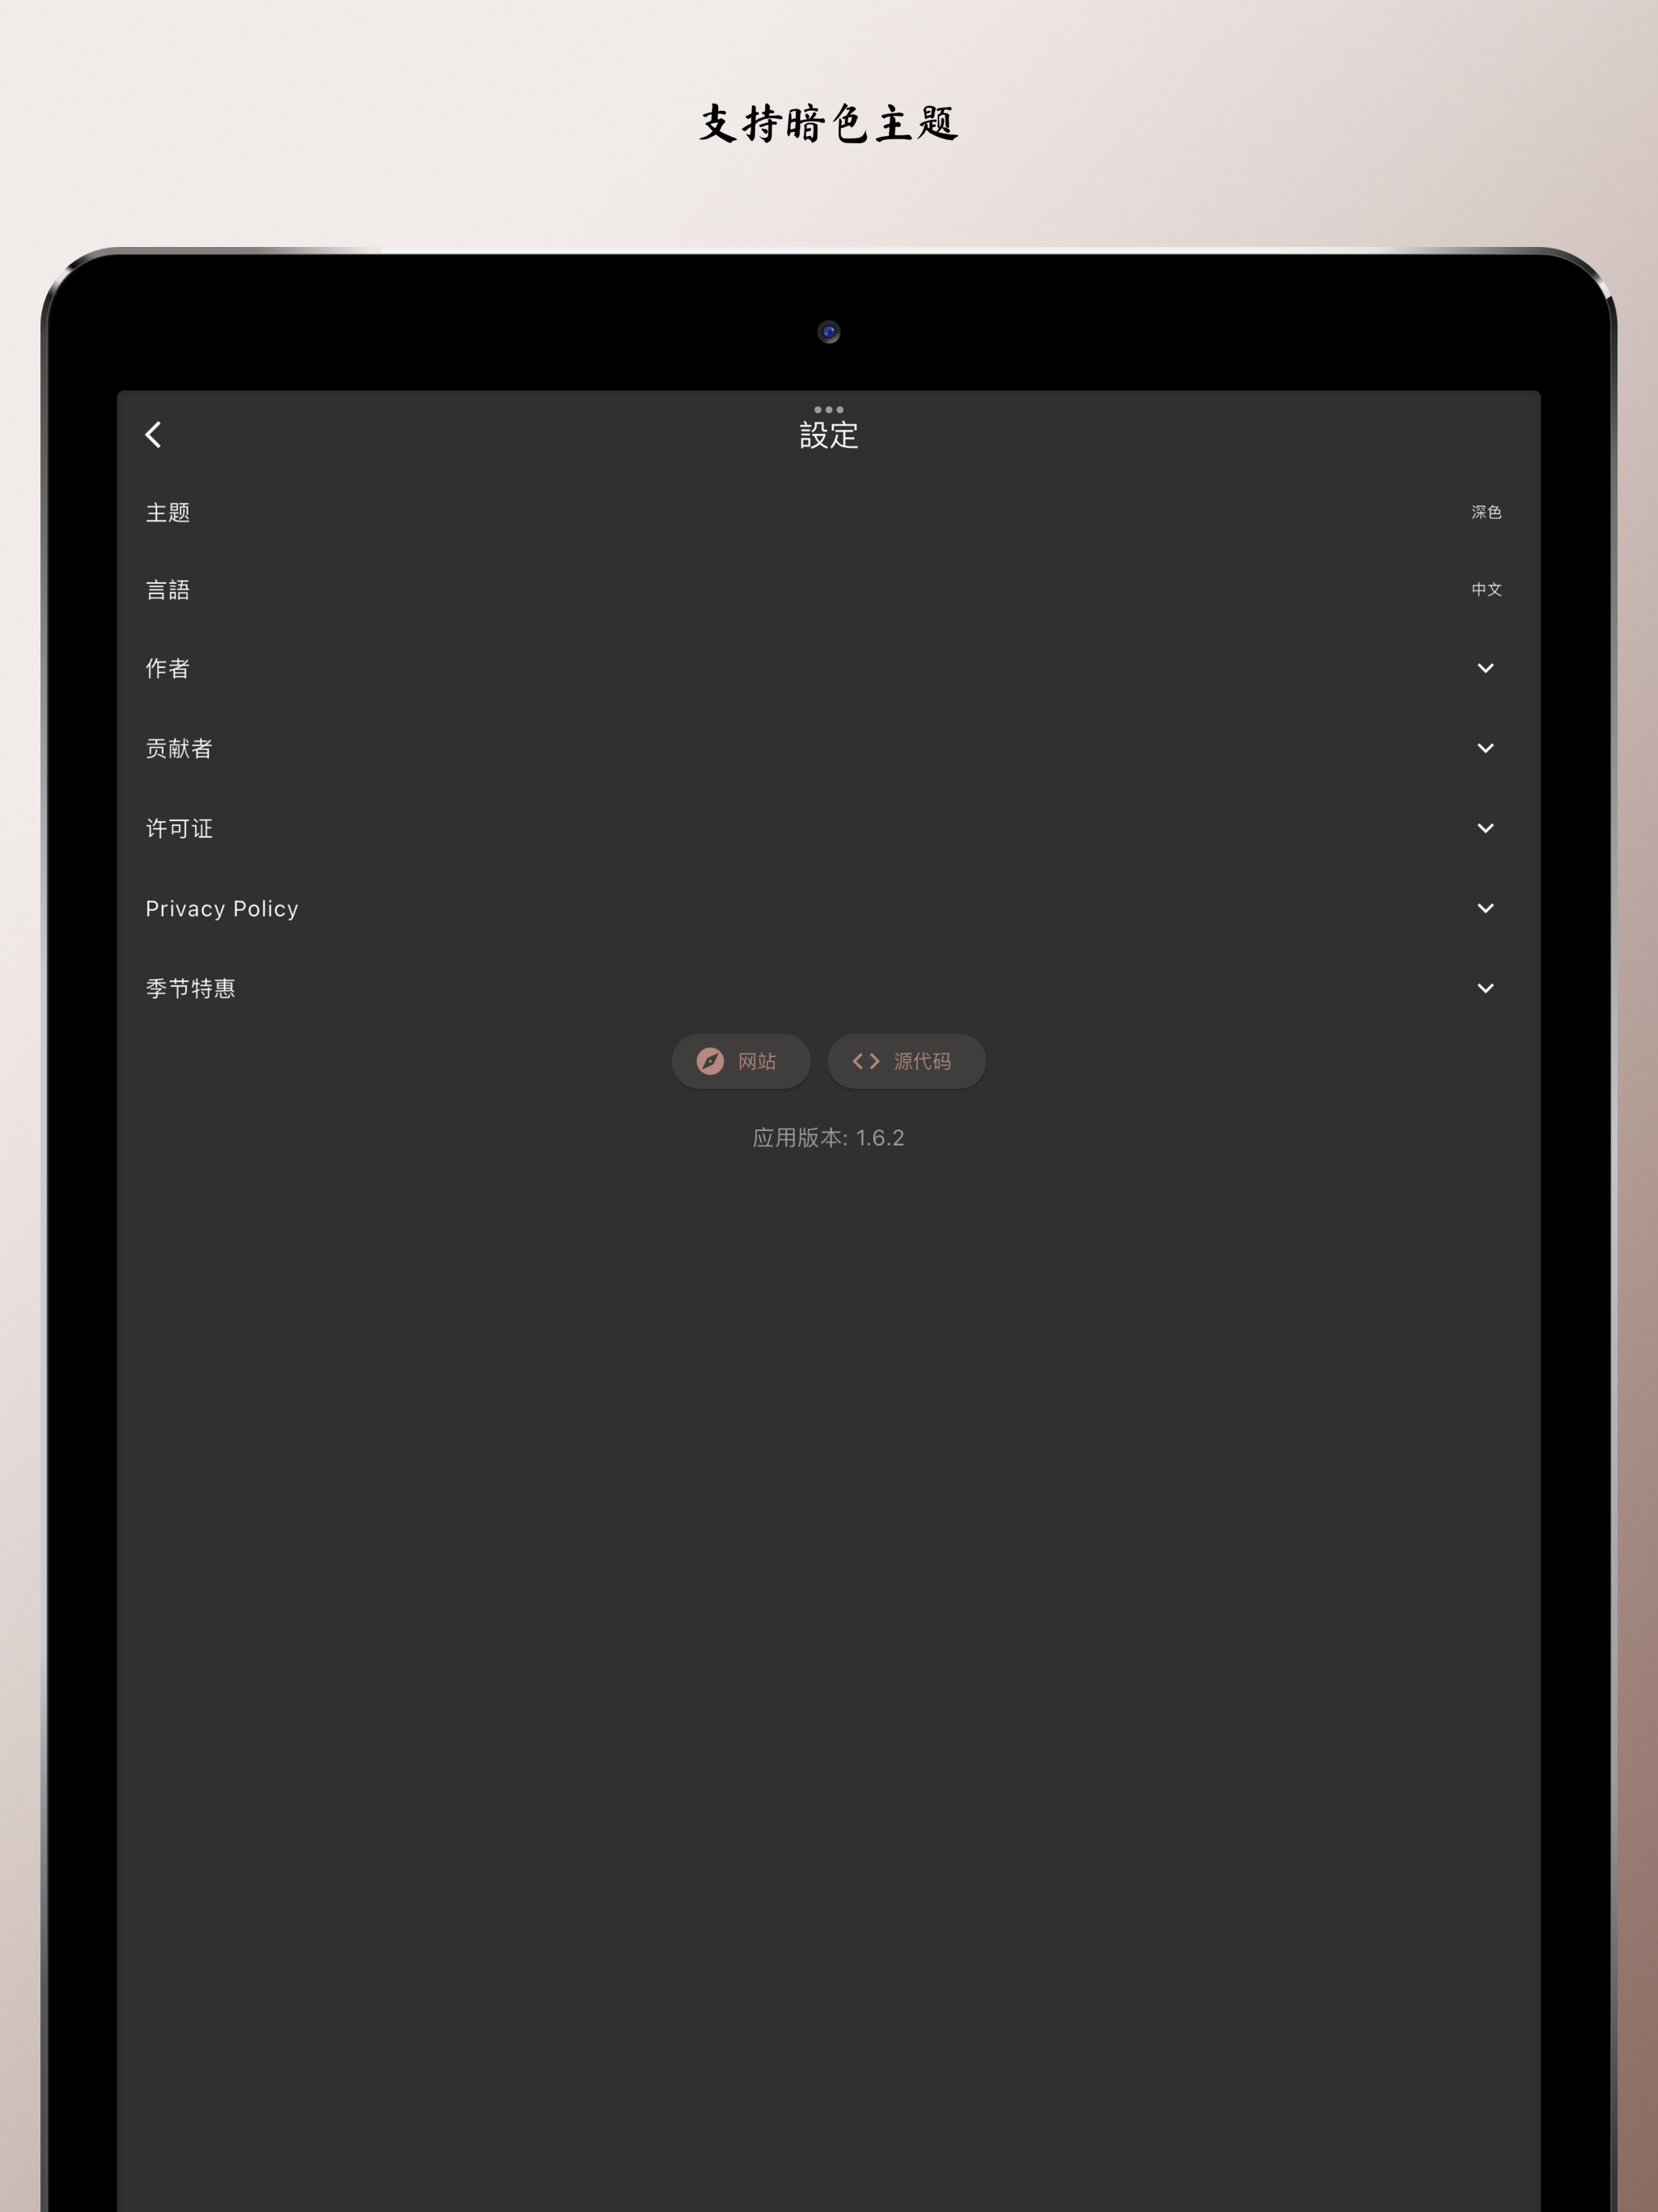 支持暗色主题
設定
主题
深色
言語
中文
作者
贡献者
许可证
Privacy Policy
季节特惠
网站
源代码
应用版本: 1.6.2